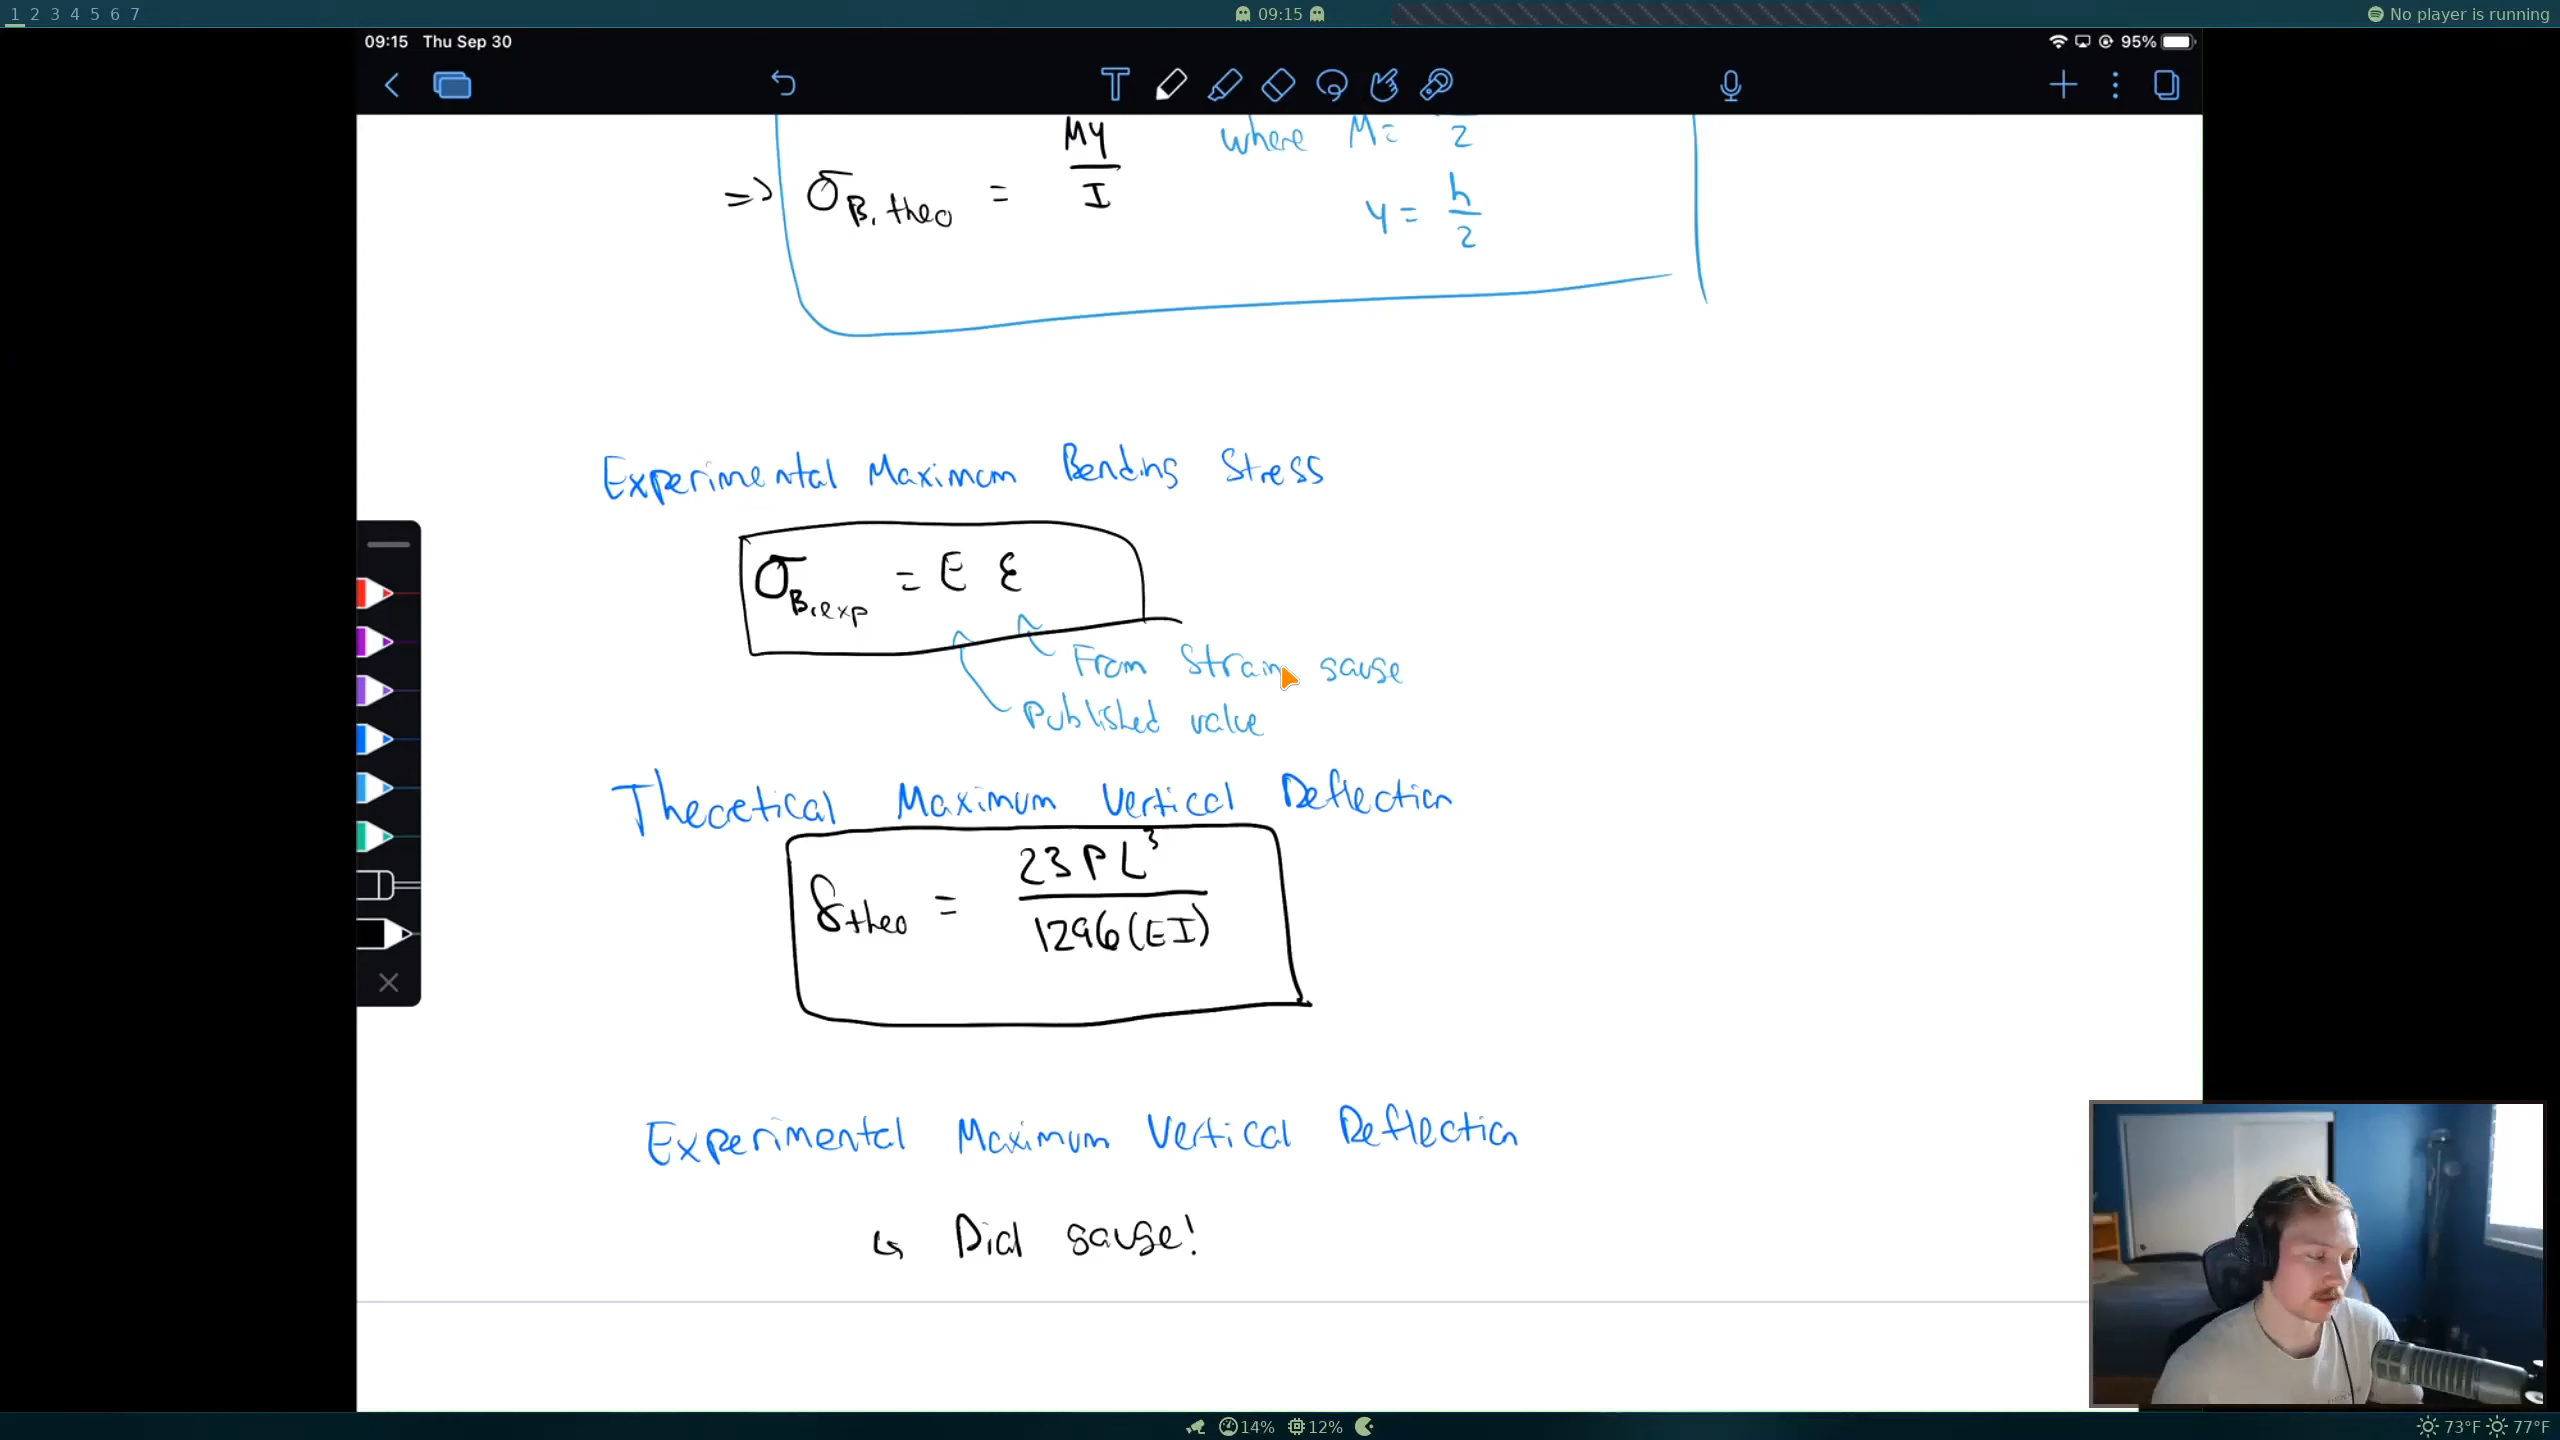 1 2 3 4 5 6 7
09:15
No player is running
09:15 Thu Sep 30
95%
=> σB,theo = My / I where M= / 2
y = h / 2
Experimental Maximum Bending Stress
σB,exp = E ε
From Strain gauge
Published value
Theoretical Maximum Vertical Deflection
δtheo = 23PL³ / 1296(EI)
Experimental Maximum Vertical Deflection
↳ Dial gauge!
14% 12%
73°F 77°F